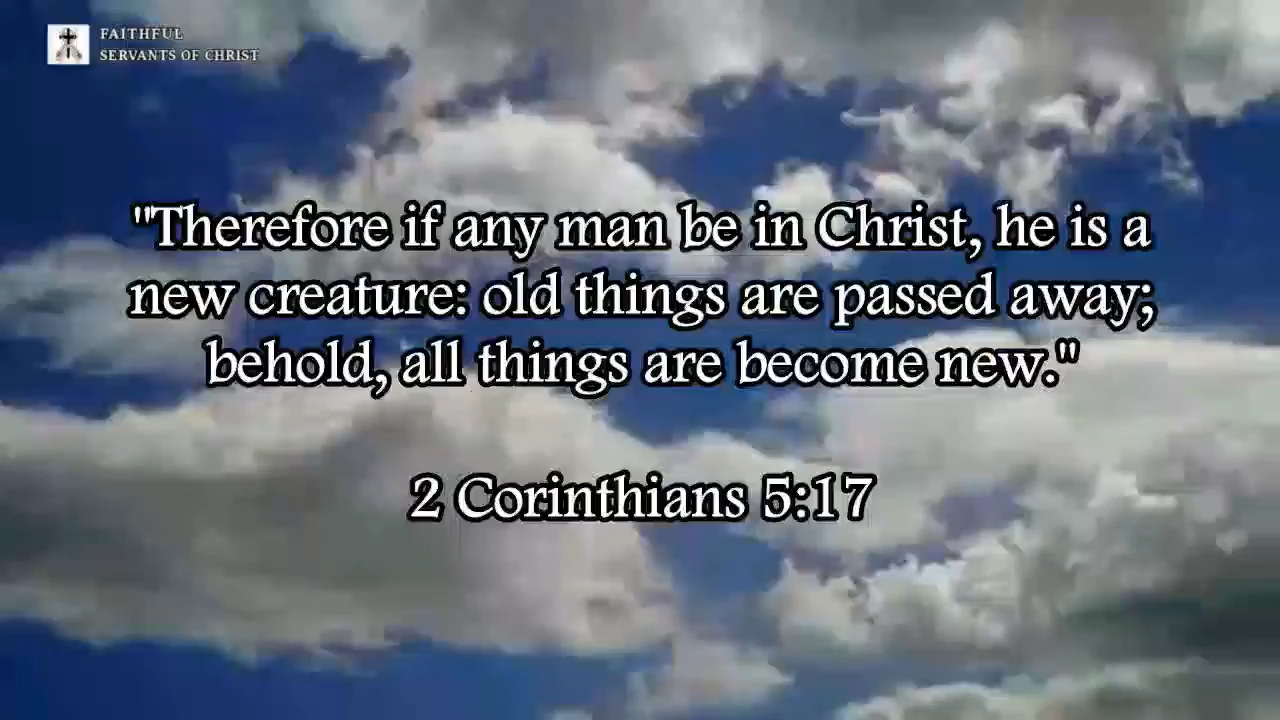 FAITHFUL
SERVANTS OF CHRIST
"Therefore if any man be in Christ, he is a
new creature: old things are passed away;
behold, all things are become new."
2 Corinthians 5:17